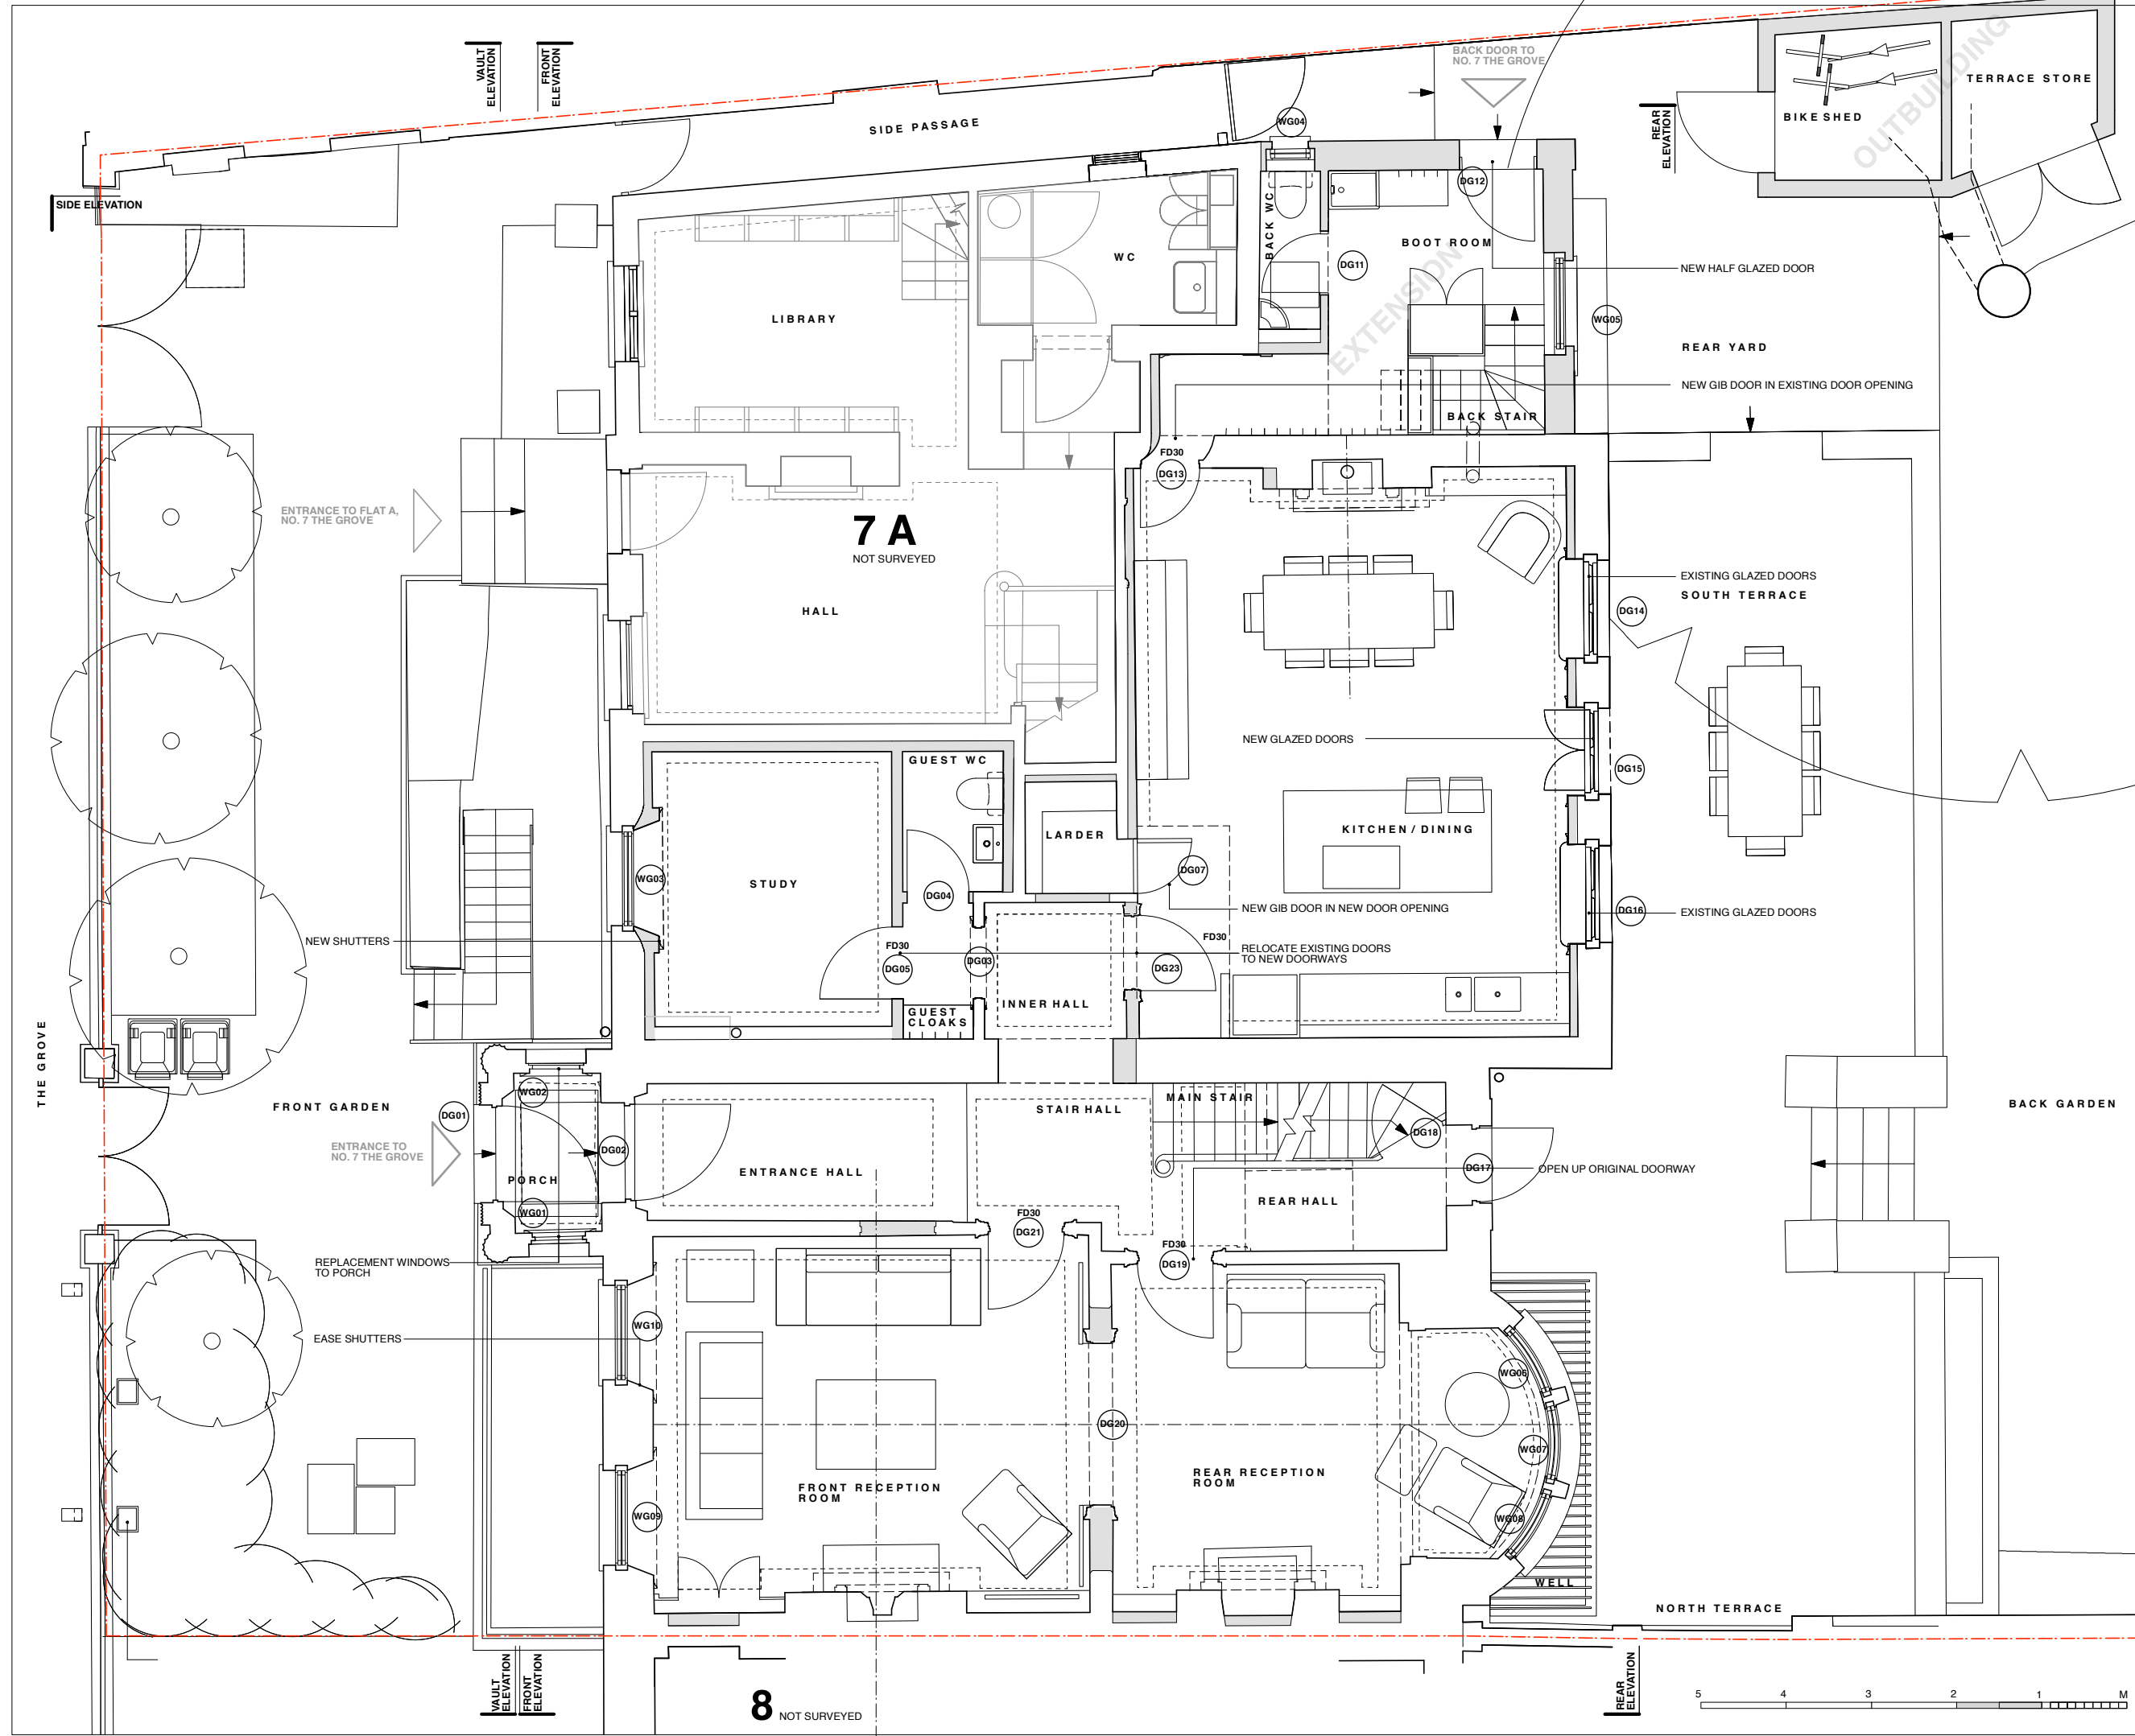 VAULT
ELEVATION
FRONT
ELEVATION
BACK DOOR TO
NO. 7 THE GROVE
SIDE PASSAGE
WG04
REAR
ELEVATION
BIKE SHED
TERRACE STORE
OUTBUILDING
SIDE ELEVATION
BACK WC
DG12
BOOT ROOM
WC
DG11
NEW HALF GLAZED DOOR
EXTENSION
LIBRARY
WG05
REAR YARD
NEW GIB DOOR IN EXISTING DOOR OPENING
BACK STAIR
FD30
DG13
ENTRANCE TO FLAT A,
NO. 7 THE GROVE
7 A
NOT SURVEYED
EXISTING GLAZED DOORS
SOUTH TERRACE
DG14
HALL
NEW GLAZED DOORS
DG15
GUEST WC
LARDER
KITCHEN / DINING
WG03
STUDY
DG04
DG07
NEW GIB DOOR IN NEW DOOR OPENING
DG16
EXISTING GLAZED DOORS
NEW SHUTTERS
FD30
DG05
DG03
FD30
DG23
RELOCATE EXISTING DOORS
TO NEW DOORWAYS
INNER HALL
GUEST
CLOAKS
THE GROVE
FRONT GARDEN
DG01
WG02
STAIR HALL
MAIN STAIR
BACK GARDEN
ENTRANCE TO
NO. 7 THE GROVE
DG02
DG18
PORCH
ENTRANCE HALL
DG17
OPEN UP ORIGINAL DOORWAY
WG01
REAR HALL
FD30
DG21
FD30
DG19
REPLACEMENT WINDOWS
TO PORCH
EASE SHUTTERS
WG10
WG06
DG20
WG07
REAR RECEPTION
ROOM
FRONT RECEPTION
ROOM
WG09
WG08
WELL
NORTH TERRACE
VAULT
ELEVATION
FRONT
ELEVATION
8 NOT SURVEYED
REAR
ELEVATION
5 4 3 2 1 M